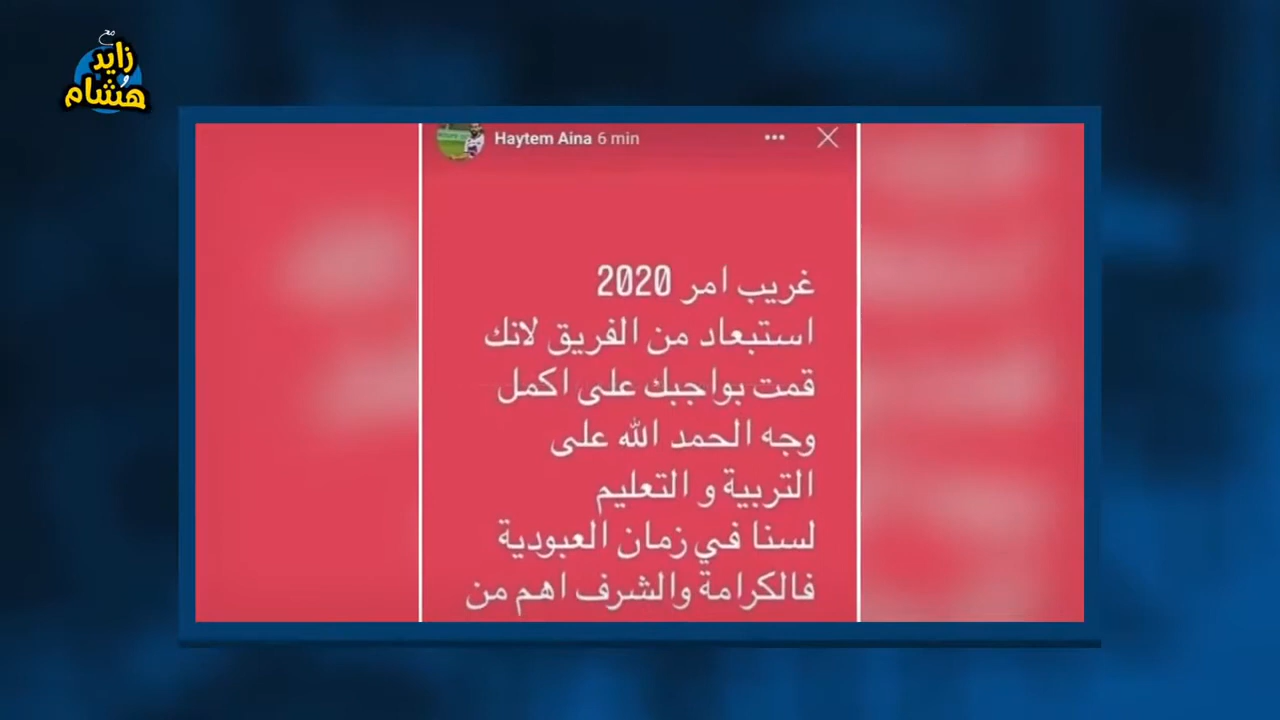 مع
زايد
و
هشام
Haytem Aina 6 min
غريب امر 2020
استبعاد من الفريق لانك
قمت بواجبك على اكمل
وجه الحمد الله على
التربية و التعليم
لسنا في زمان العبودية
فالكرامة والشرف اهم من